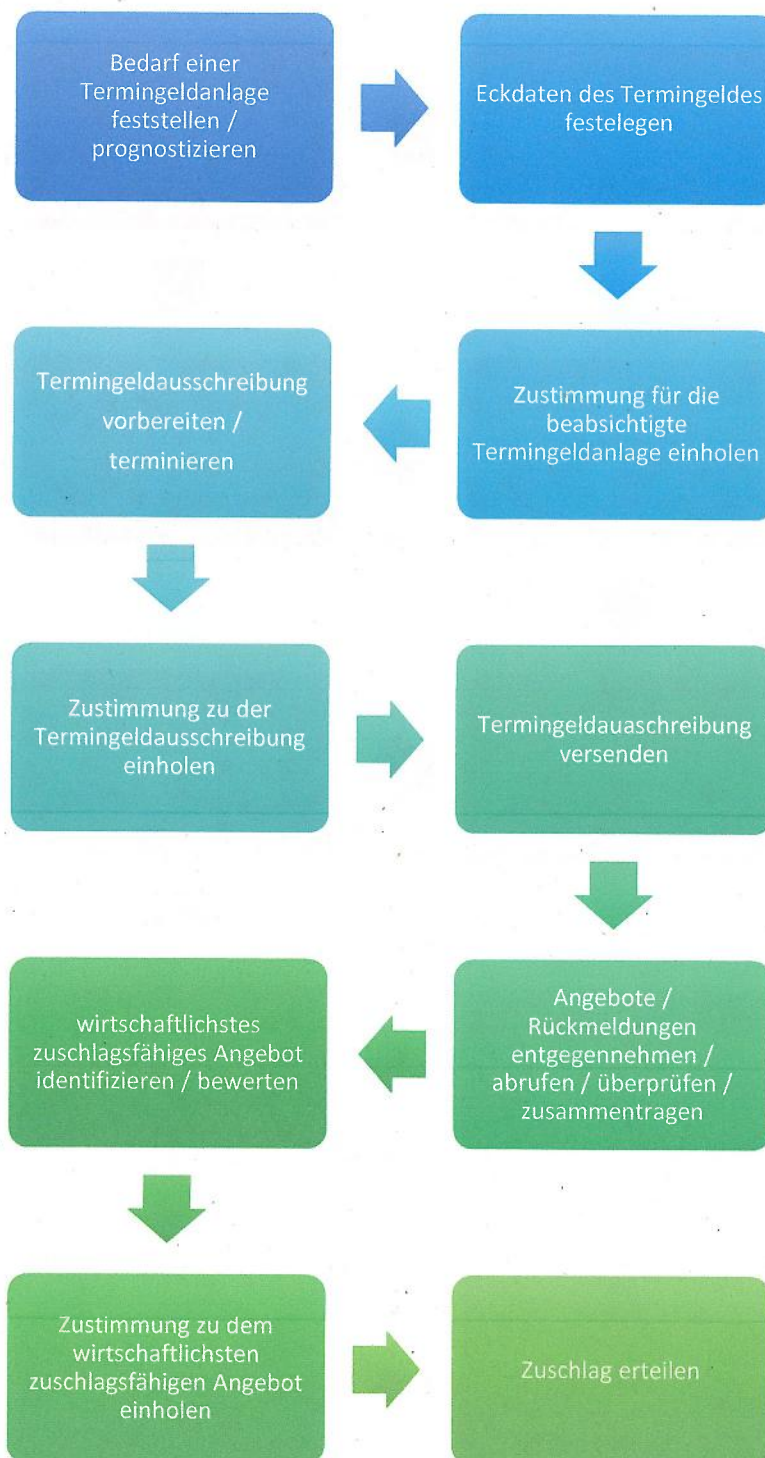 Bedarf einer
Termingeldanlage
feststellen /
prognostizieren
Eckdaten des Termingeldes
festelegen
Zustimmung für die
beabsichtigte
Termingeldanlage einholen
Termingeldausschreibung
vorbereiten /
terminieren
Zustimmung zu der
Termingeldausschreibung
einholen
Termingeldauaschreibung
versenden
Angebote /
Rückmeldungen
entgegennehmen /
abrufen / überprüfen /
zusammentragen
wirtschaftlichstes
zuschlagsfähiges Angebot
identifizieren / bewerten
Zustimmung zu dem
wirtschaftlichsten
zuschlagsfähigen Angebot
einholen
Zuschlag erteilen